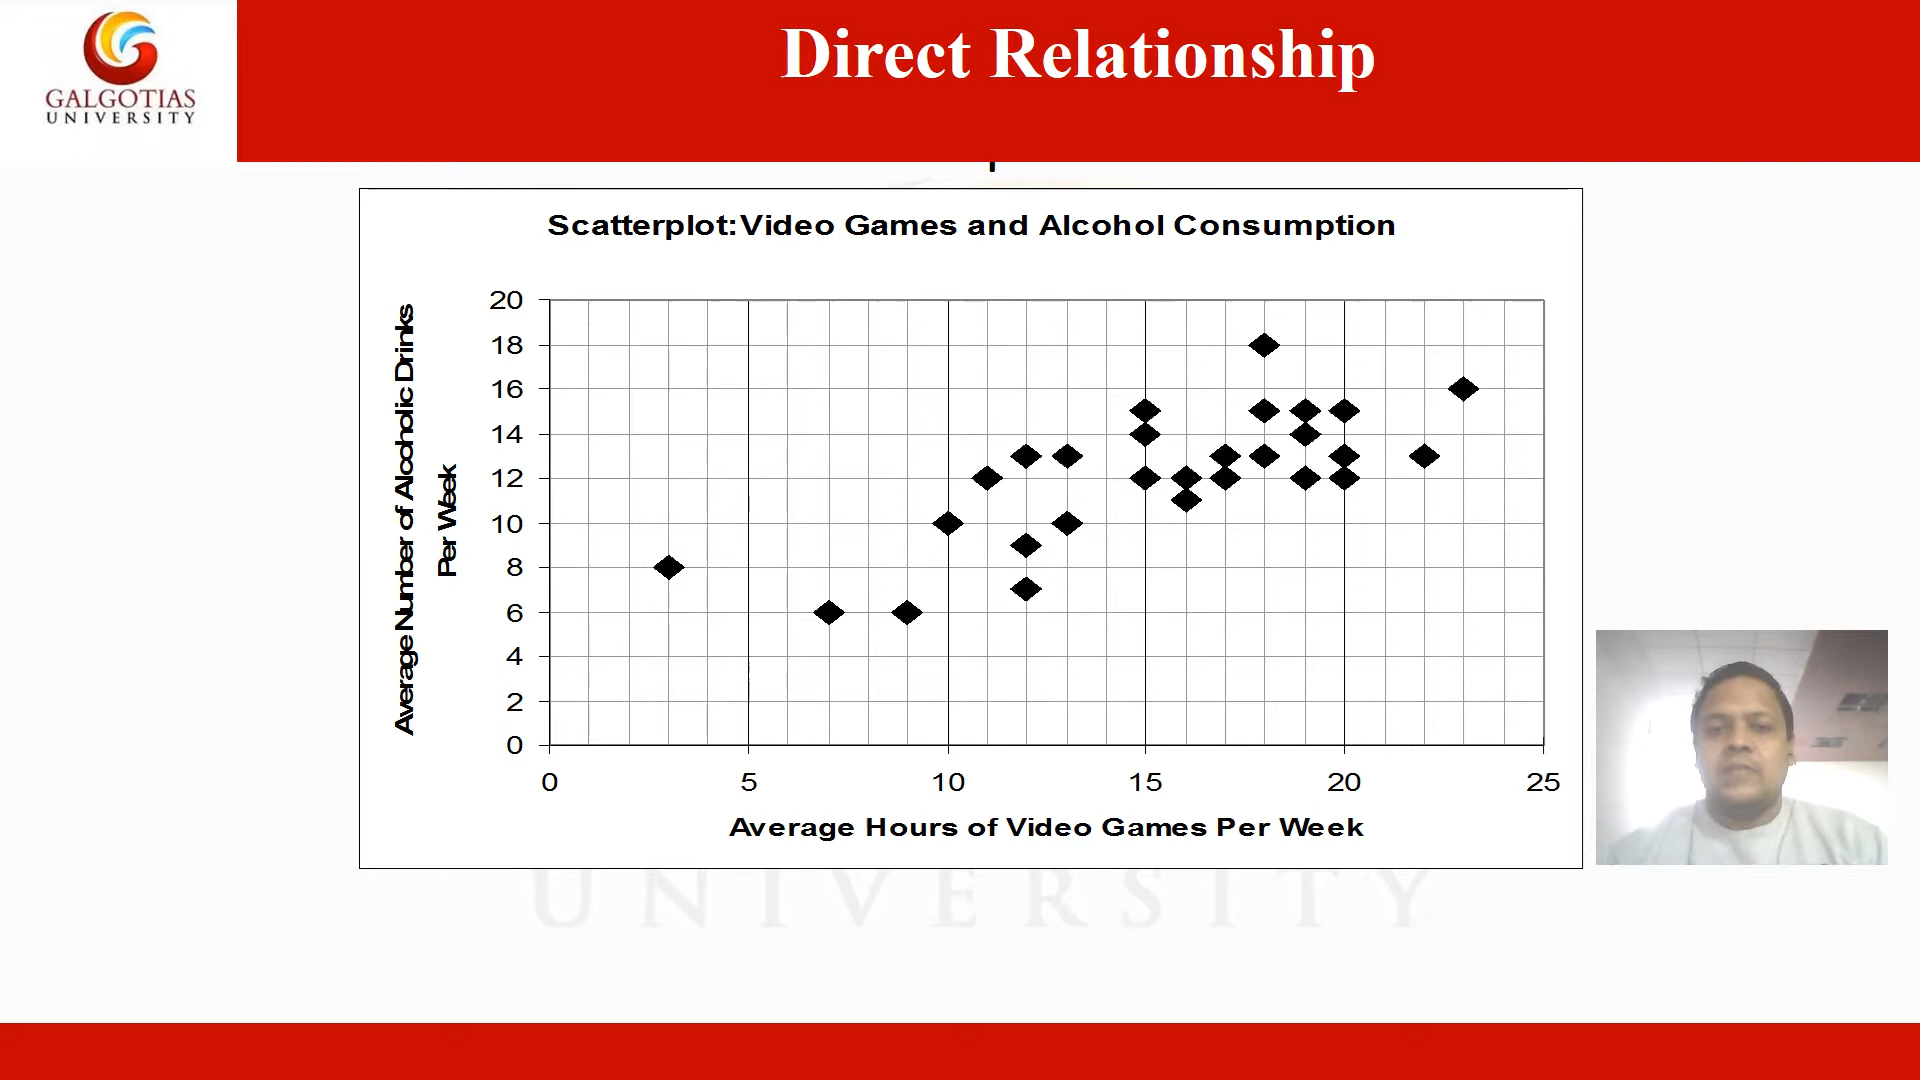 GALGOTIAS
UNIVERSITY
Direct Relationship
Scatterplot:Video Games and Alcohol Consumption
Average Number of Alcoholic Drinks
Per Week
20
18
16
14
12
10
8
6
4
2
0
0 5 10 15 20 25
Average Hours of Video Games Per Week
UNIVERSITY